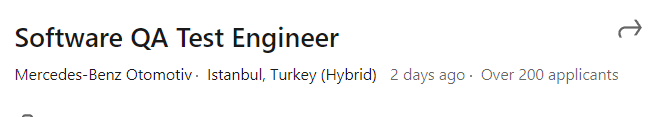 Software QA Test Engineer
Mercedes-Benz Otomotiv · Istanbul, Turkey (Hybrid) 2 days ago · Over 200 applicants